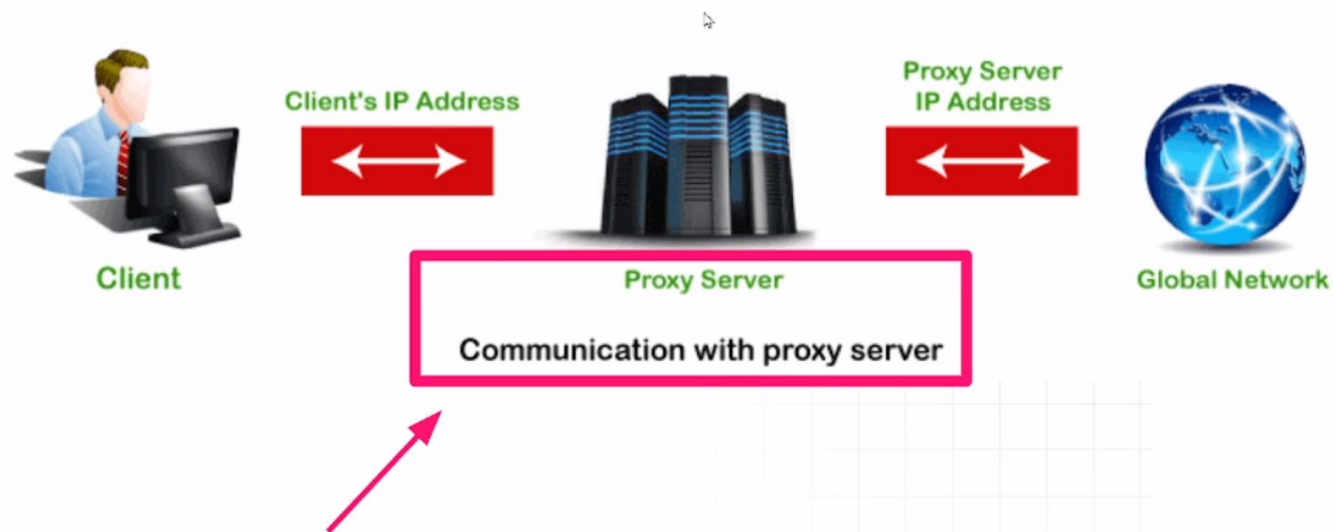 Client's IP Address
Proxy Server
IP Address
Client
Proxy Server
Global Network
Communication with proxy server